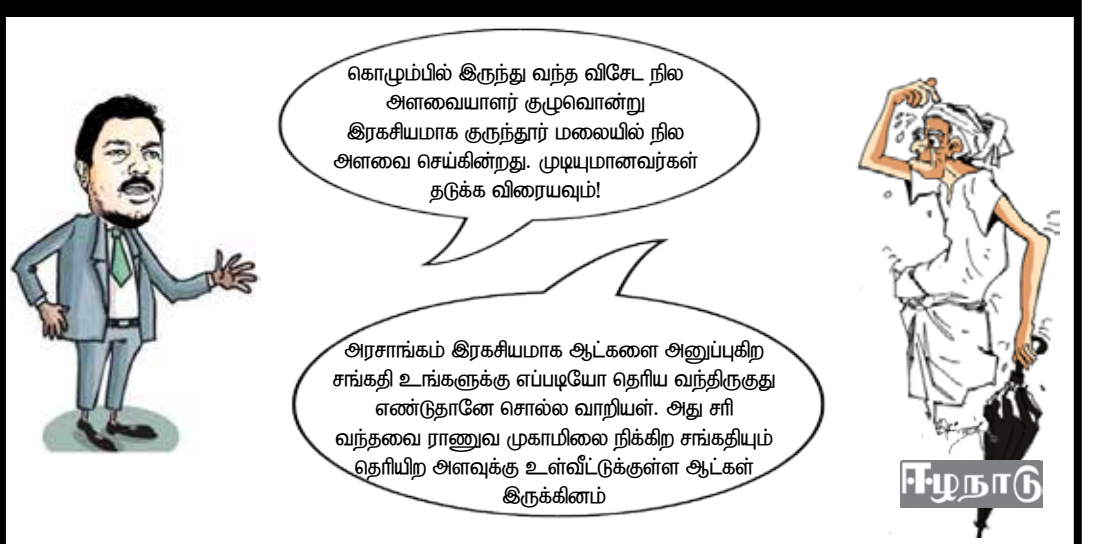 கொழும்பில் இருந்து வந்த விசேட நில
அளவையாளர் குழுவொன்று
இரகசியமாக குருந்தூர் மலையில் நில
அளவை செய்கின்றது. முடியுமானவர்கள்
தடுக்க விரையவும்!
அரசாங்கம் இரகசியமாக ஆட்களை அனுப்புகிற
சங்கதி உங்களுக்கு எப்படியோ தெரிய வந்திருகுது
எண்டுதானே சொல்ல வாறியள். அது சரி
வந்தவை ராணுவ முகாமிலை நிக்கிற சங்கதியும்
தெரியிற அளவுக்கு உள்வீட்டுக்குள்ள ஆட்கள்
இருக்கினம்
ஈழநாடு